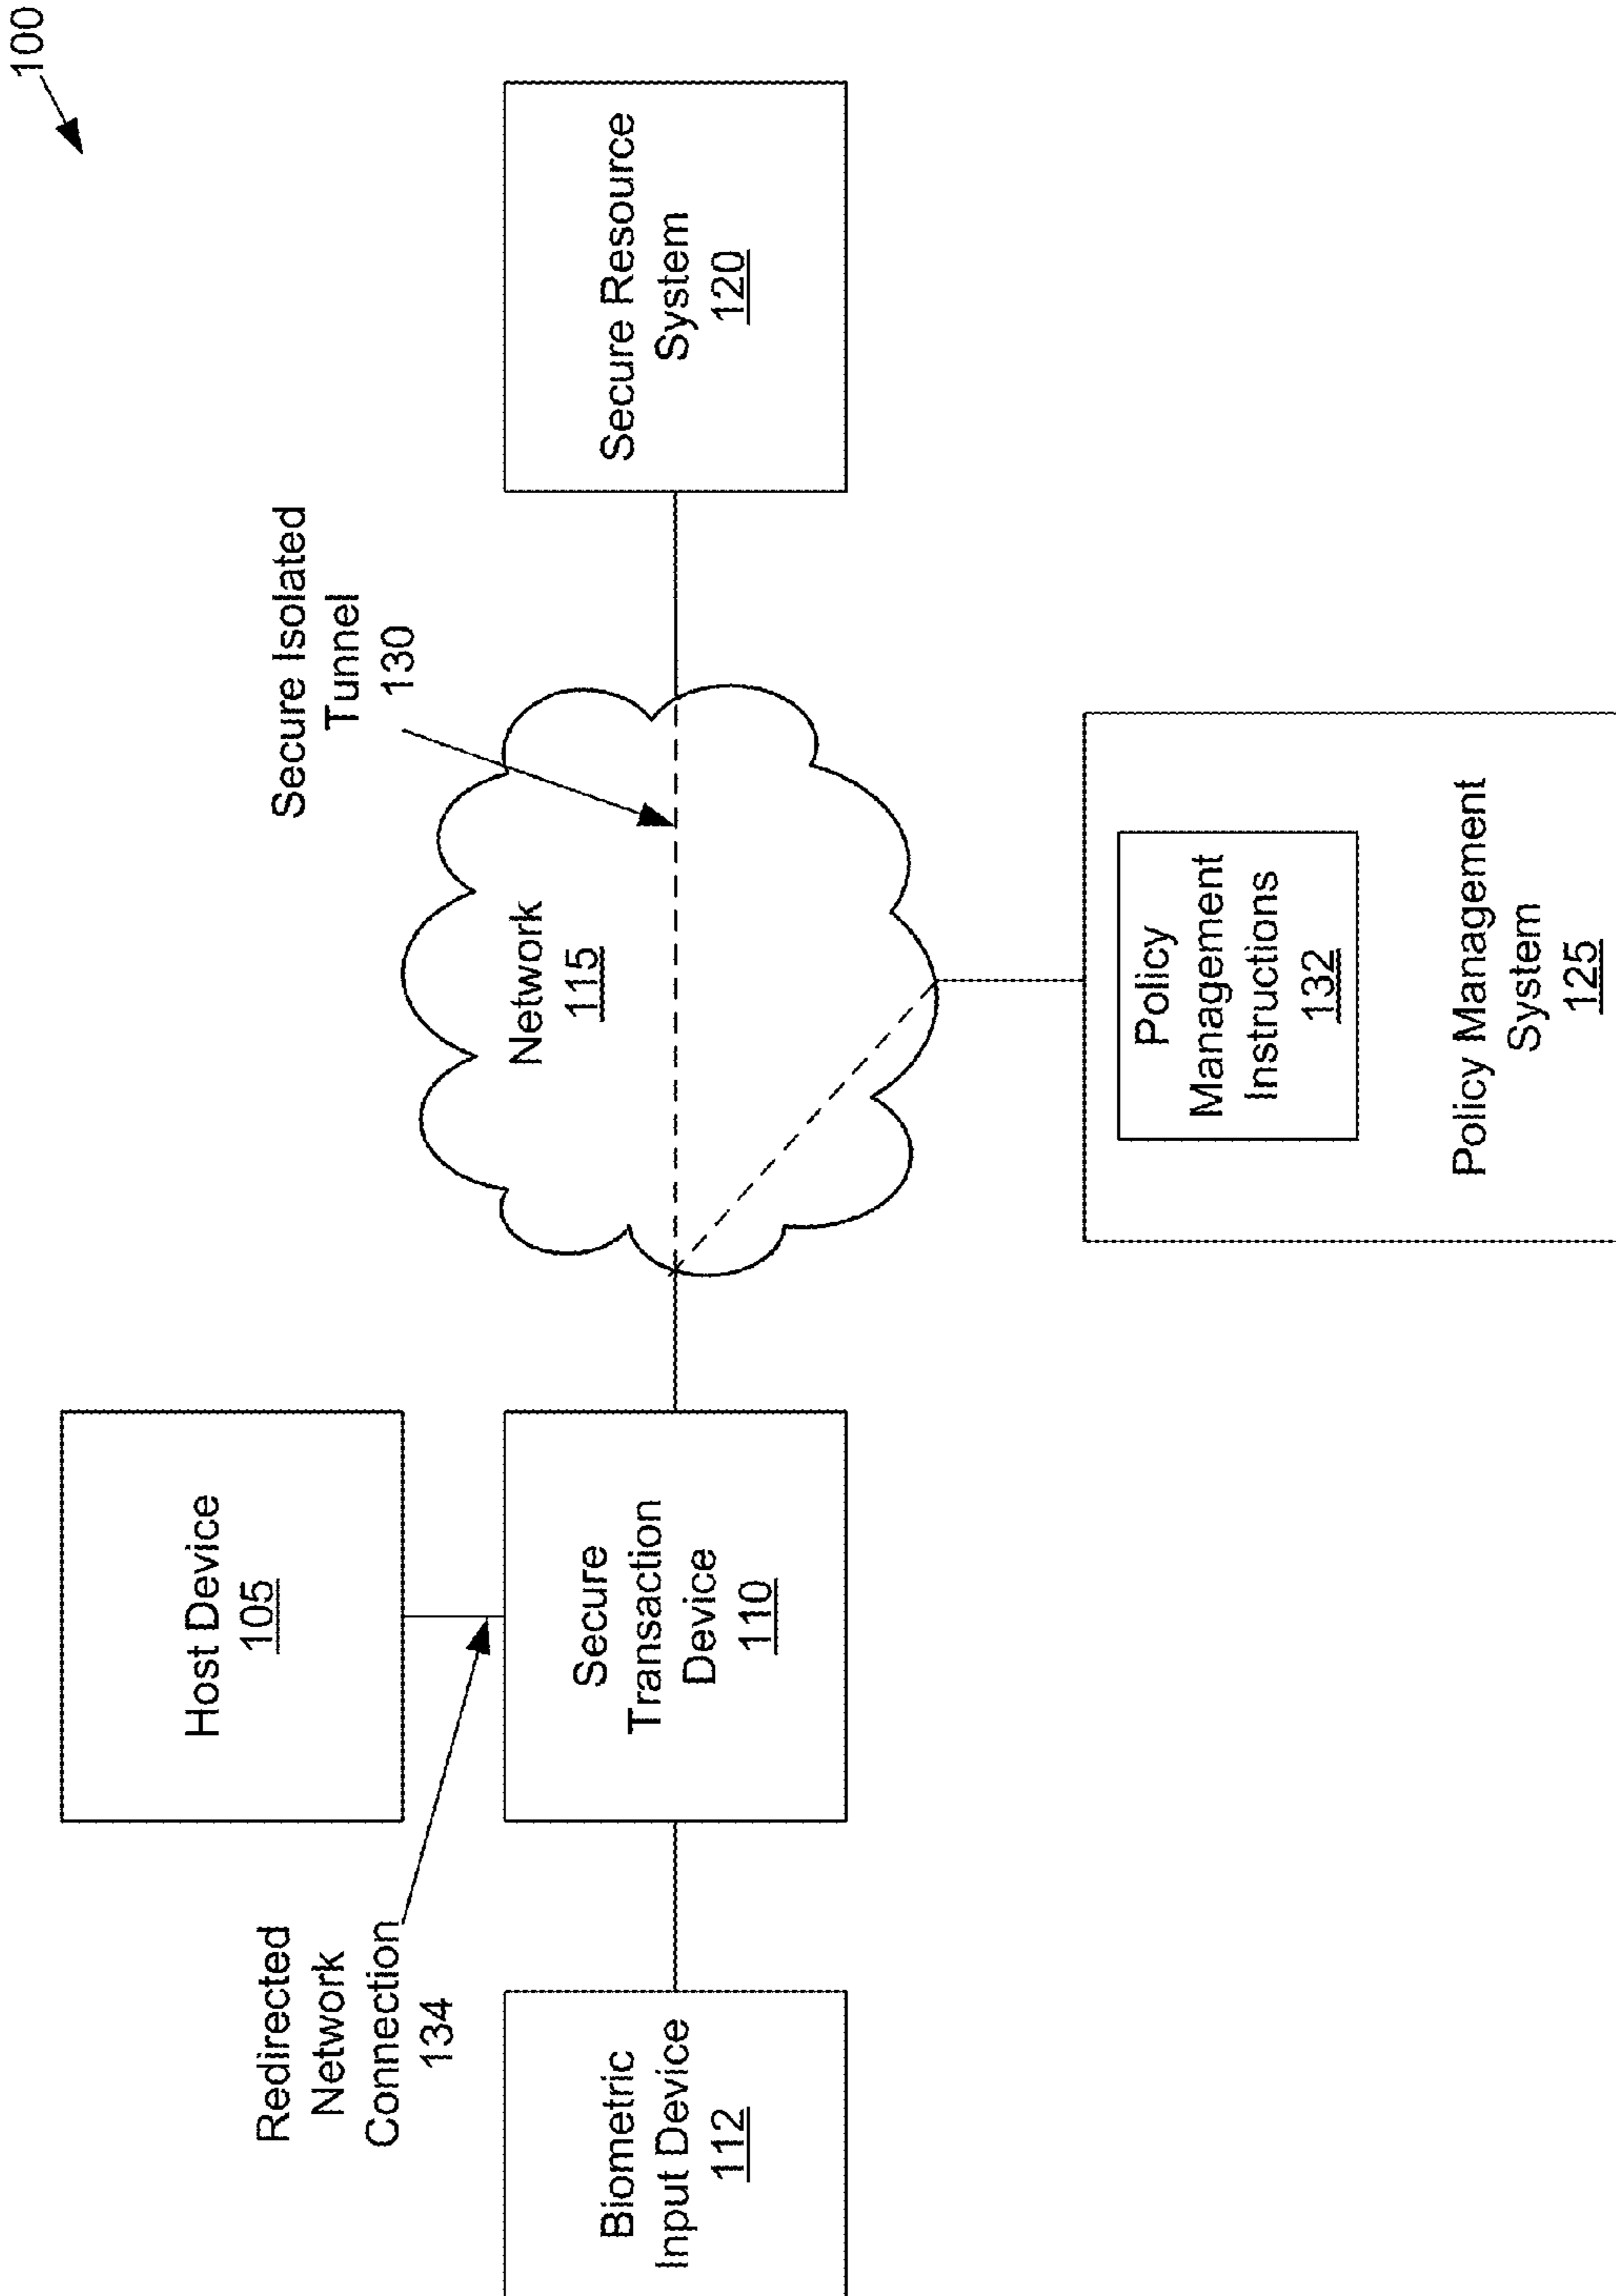 100
Host Device
105
Redirected
Network
Connection
134
Secure Isolated
Tunnel
130
Biometric
Input Device
112
Secure
Transaction
Device
110
Network
115
Secure Resource
System
120
Policy
Management
Instructions
132
Policy Management
System
125